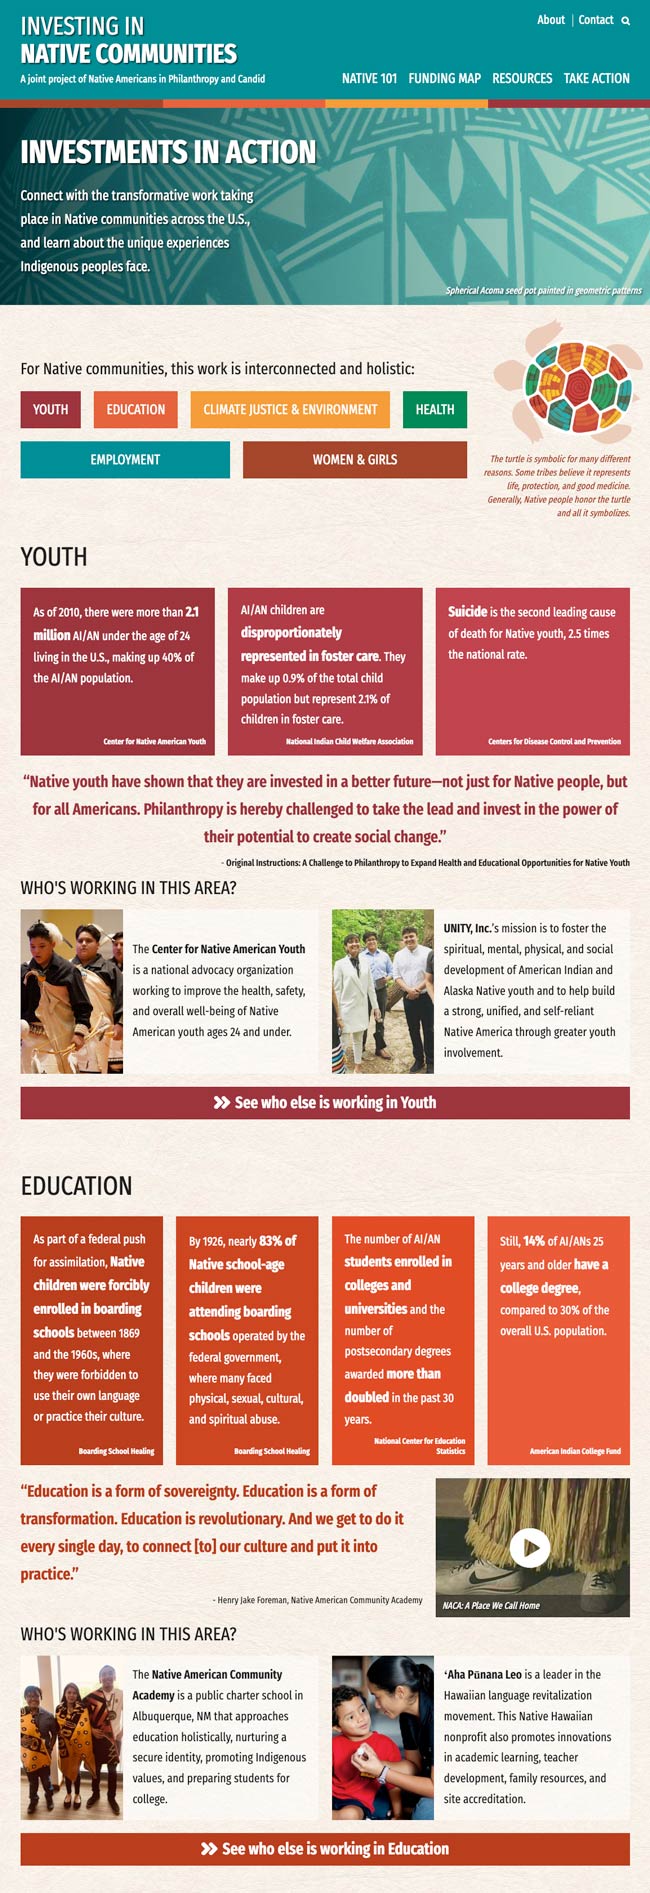 INVESTING IN
NATIVE COMMUNITIES
A joint project of Native Americans in Philanthropy and Candid
About | Contact
NATIVE 101 FUNDING MAP RESOURCES TAKE ACTION
INVESTMENTS IN ACTION
Connect with the transformative work taking
place in Native communities across the U.S.,
and learn about the unique experiences
Indigenous peoples face.
Spherical Acoma seed pot painted in geometric patterns
For Native communities, this work is interconnected and holistic:
YOUTH
EDUCATION
CLIMATE JUSTICE & ENVIRONMENT
HEALTH
EMPLOYMENT
WOMEN & GIRLS
The turtle is symbolic for many different
reasons. Some tribes believe it represents
life, protection, and good medicine.
Generally, Native people honor the turtle
and all it symbolizes.
YOUTH
As of 2010, there were more than 2.1
million AI/AN under the age of 24
living in the U.S., making up 40% of
the AI/AN population.
Center for Native American Youth
AI/AN children are
disproportionately
represented in foster care. They
make up 0.9% of the total child
population but represent 2.1% of
children in foster care.
National Indian Child Welfare Association
Suicide is the second leading cause
of death for Native youth, 2.5 times
the national rate.
Centers for Disease Control and Prevention
“Native youth have shown that they are invested in a better future—not just for Native people, but
for all Americans. Philanthropy is hereby challenged to take the lead and invest in the power of
their potential to create social change.”
- Original Instructions: A Challenge to Philanthropy to Expand Health and Educational Opportunities for Native Youth
WHO'S WORKING IN THIS AREA?
The Center for Native American Youth
is a national advocacy organization
working to improve the health, safety,
and overall well-being of Native
American youth ages 24 and under.
UNITY, Inc.'s mission is to foster the
spiritual, mental, physical, and social
development of American Indian and
Alaska Native youth and to help build
a strong, unified, and self-reliant
Native America through greater youth
involvement.
See who else is working in Youth
EDUCATION
As part of a federal push
for assimilation, Native
children were forcibly
enrolled in boarding
schools between 1869
and the 1960s, where
they were forbidden to
use their own language
or practice their culture.
Boarding School Healing
By 1926, nearly 83% of
Native school-age
children were
attending boarding
schools operated by the
federal government,
where many faced
physical, sexual, cultural,
and spiritual abuse.
Boarding School Healing
The number of AI/AN
students enrolled in
colleges and
universities and the
number of
postsecondary degrees
awarded more than
doubled in the past 30
years.
National Center for Education
Statistics
Still, 14% of AI/ANs 25
years and older have a
college degree,
compared to 30% of the
overall U.S. population.
American Indian College Fund
“Education is a form of sovereignty. Education is a form of
transformation. Education is revolutionary. And we get to do it
every single day, to connect [to] our culture and put it into
practice.”
- Henry Jake Foreman, Native American Community Academy
NACA: A Place We Call Home
WHO'S WORKING IN THIS AREA?
The Native American Community
Academy is a public charter school in
Albuquerque, NM that approaches
education holistically, nurturing a
secure identity, promoting Indigenous
values, and preparing students for
college.
ʻAha Pūnana Leo is a leader in the
Hawaiian language revitalization
movement. This Native Hawaiian
nonprofit also promotes innovations
in academic learning, teacher
development, family resources, and
site accreditation.
See who else is working in Education